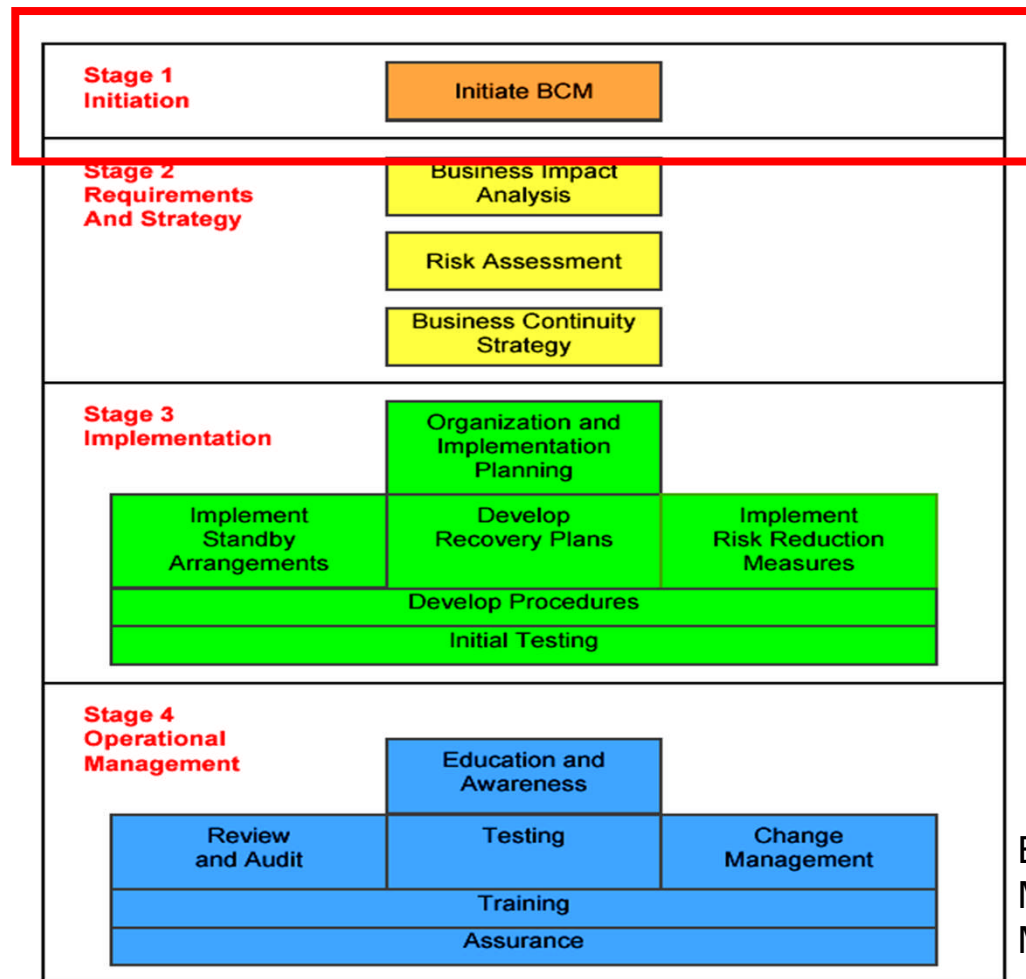 Stage 1
Initiation
Initiate BCM
Stage 2
Requirements
And Strategy
Business Impact
Analysis
Risk Assessment
Business Continuity
Strategy
Stage 3
Implementation
Organization and
Implementation
Planning
Implement
Standby
Arrangements
Develop
Recovery Plans
Implement
Risk Reduction
Measures
Develop Procedures
Initial Testing
Stage 4
Operational
Management
Education and
Awareness
Review
and Audit
Testing
Change
Management
Training
Assurance